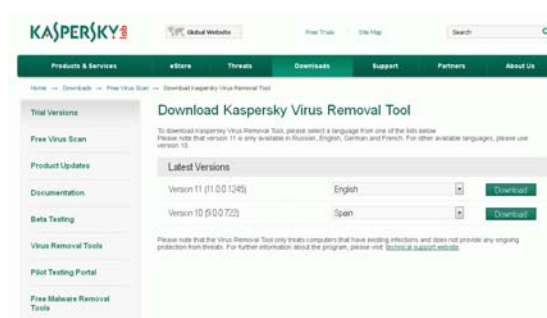 KASPERSKY lab
Global Website
Free Trials
Site Map
Search
Products & Services
eStore
Threats
Downloads
Support
Partners
About Us
Home → Downloads → Free Virus Scan → Download Kaspersky Virus Removal Tool
Trial Versions
Free Virus Scan
Product Updates
Documentation
Beta Testing
Virus Removal Tools
Pilot Testing Portal
Free Malware Removal
Tools
Download Kaspersky Virus Removal Tool
To download Kaspersky Virus Removal Tool, please select a language from one of the lists below.
Please note that version 11 is only available in Russian, English, German and French. For other available languages, please use
version 10.
Latest Versions
Version 11 (11.0.0.1245)
English
Download
Version 10 (9.0.0.722)
Spain
Download
Please note that the Virus Removal Tool only treats computers that have existing infections and does not provide any ongoing
protection from threats. For further information about the program, please visit technical support website.